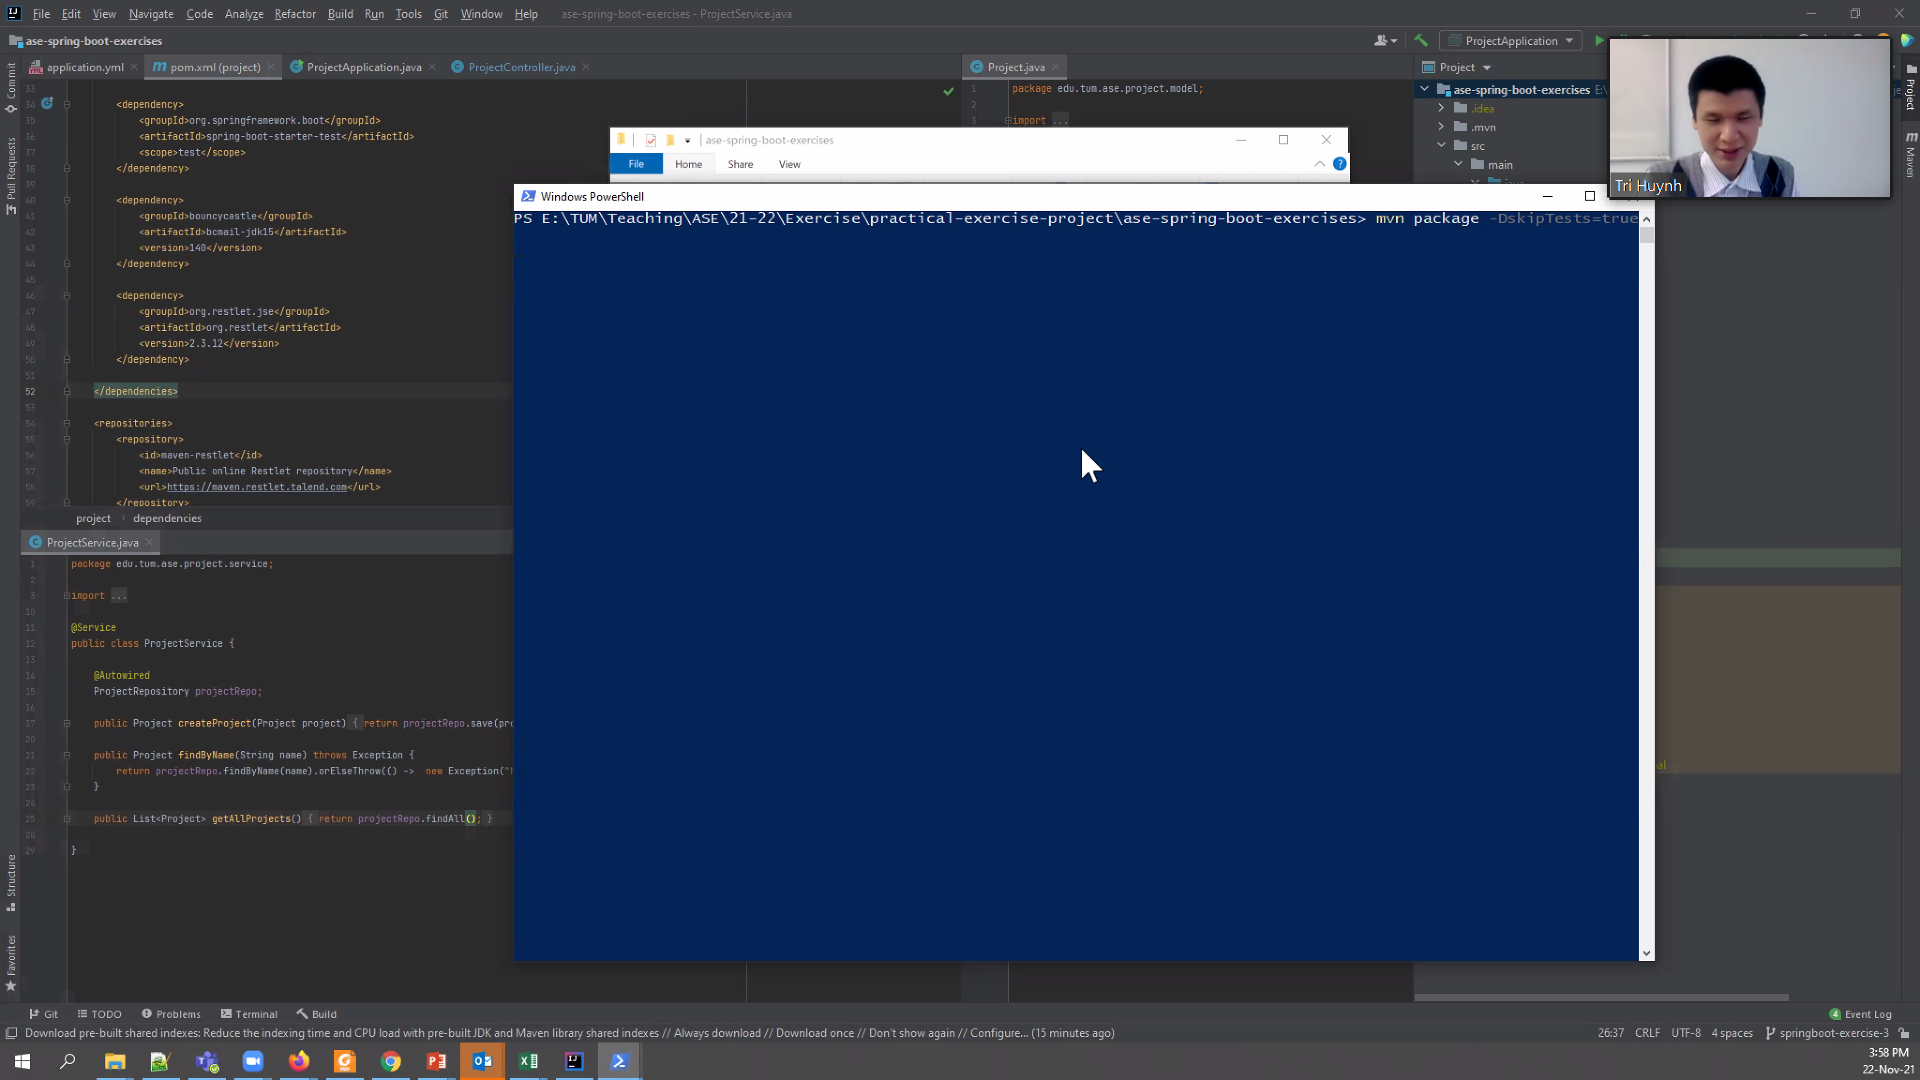 File Edit View Navigate Code Analyze Refactor Build Run Tools Git Window Help ase-spring-boot-exercises - ProjectService.java
ase-spring-boot-exercises
ProjectApplication
application.yml pom.xml (project) ProjectApplication.java ProjectController.java
Project.java
Project
Commit
Pull Requests
Structure
Favorites
Project
Maven
33
34 <dependency>
35 <groupId>org.springframework.boot</groupId>
36 <artifactId>spring-boot-starter-test</artifactId>
37 <scope>test</scope>
38 </dependency>
39
40 <dependency>
41 <groupId>bouncycastle</groupId>
42 <artifactId>bcmail-jdk15</artifactId>
43 <version>140</version>
44 </dependency>
45
46 <dependency>
47 <groupId>org.restlet.jse</groupId>
48 <artifactId>org.restlet</artifactId>
49 <version>2.3.12</version>
50 </dependency>
51
52 </dependencies>
53
54 <repositories>
55 <repository>
56 <id>maven-restlet</id>
57 <name>Public online Restlet repository</name>
58 <url>https://maven.restlet.talend.com</url>
59 </repository>
project › dependencies
1 package edu.tum.ase.project.model;
2
3 import ...
ase-spring-boot-exercises
.idea
.mvn
src
main
Tri Huynh
ase-spring-boot-exercises
File Home Share View
Windows PowerShell
PS E:\TUM\Teaching\ASE\21-22\Exercise\practical-exercise-project\ase-spring-boot-exercises> mvn package -DskipTests=true
ProjectService.java
1 package edu.tum.ase.project.service;
2
3 import ...
10
11 @Service
12 public class ProjectService {
13
14 @Autowired
15 ProjectRepository projectRepo;
16
17 public Project createProject(Project project) { return projectRepo.save(pro
20
21 public Project findByName(String name) throws Exception {
22 return projectRepo.findByName(name).orElseThrow(() -> new Exception("
23 }
24
25 public List<Project> getAllProjects() { return projectRepo.findAll(); }
28
29 }
Git TODO Problems Terminal Build
4 Event Log
Download pre-built shared indexes: Reduce the indexing time and CPU load with pre-built JDK and Maven library shared indexes // Always download // Download once // Don't show again // Configure... (15 minutes ago)
26:37 CRLF UTF-8 4 spaces springboot-exercise-3
3:58 PM
22-Nov-21